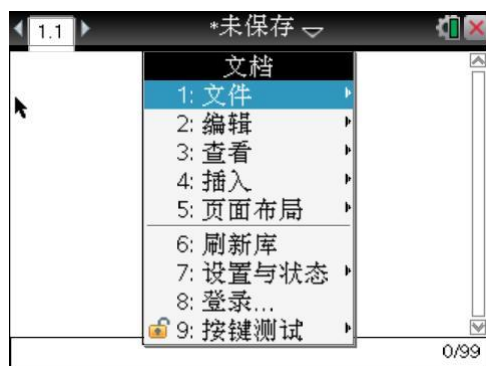 1.1
*未保存
文档
1: 文件
2: 编辑
3: 查看
4: 插入
5: 页面布局
6: 刷新库
7: 设置与状态
8: 登录...
9: 按键测试
0/99